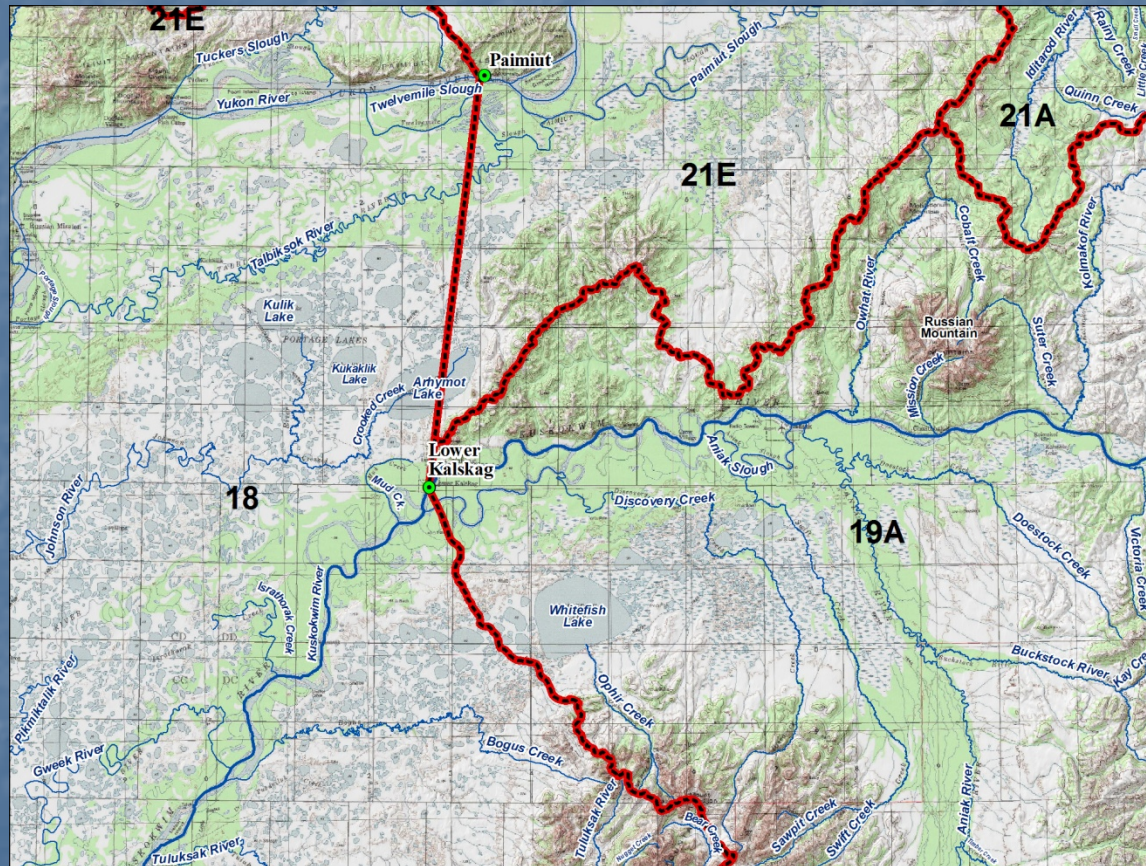 21E
Tuckers Slough
Paimiut
Paimiut Slough
Iditarod River
Rainy Creek
Yukon River
Twelvemile Slough
Quinn Creek
21A
21E
Talbiksok River
Kulik
Lake
Cobalt Creek
Kolmakof River
Owhat River
PORTAGE LAKES
Russian
Mountain
Suter Creek
Kukaklik
Lake
Arhymot
Lake
Crooked Creek
Mission Creek
KUSKOKWIM
Lower
Kalskag
Aniak Slough
Mud Ck.
18
Discovery Creek
Johnson River
19A
Doestock Creek
Victoria Creek
Whitefish
Lake
Israthorak Creek
Kuskokwim River
Buckstock River
Ophir Creek
Pikmiktalik River
Gweek River
Bogus Creek
Tuluksak River
Bear Creek
Sawpit Creek
Swift Creek
Aniak River
Tuluksak River